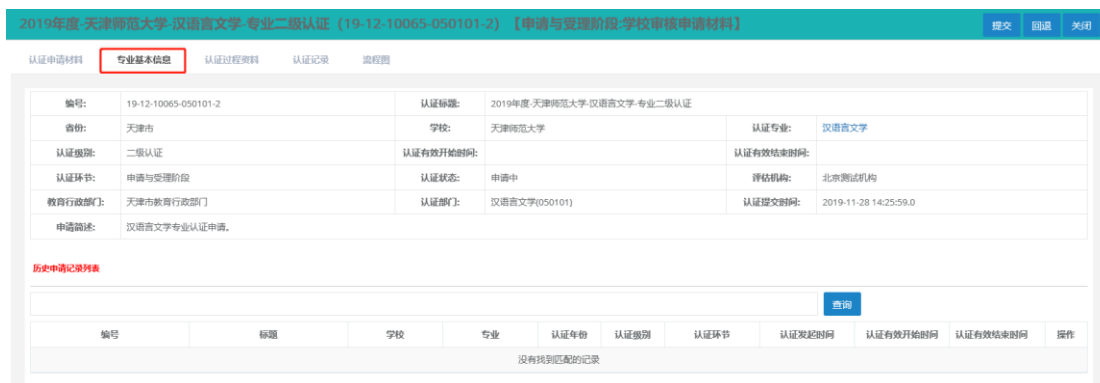 2019年度-天津师范大学-汉语言文学-专业二级认证（19-12-10065-050101-2）【申请与受理阶段:学校审核申请材料】 提交 回退 关闭
认证申请材料 专业基本信息 认证过程资料 认证记录 流程图
编号: 19-12-10065-050101-2 认证标题: 2019年度-天津师范大学-汉语言文学-专业二级认证
省份: 天津市 学校: 天津师范大学 认证专业: 汉语言文学
认证级别: 二级认证 认证有效开始时间: 认证有效结束时间:
认证环节: 申请与受理阶段 认证状态: 申请中 评估机构: 北京测试机构
教育行政部门: 天津市教育行政部门 认证部门: 汉语言文学(050101) 认证提交时间: 2019-11-28 14:25:59.0
申请简述: 汉语言文学专业认证申请。
历史申请记录列表
查询
编号 标题 学校 专业 认证年份 认证级别 认证环节 认证发起时间 认证有效开始时间 认证有效结束时间 操作
没有找到匹配的记录